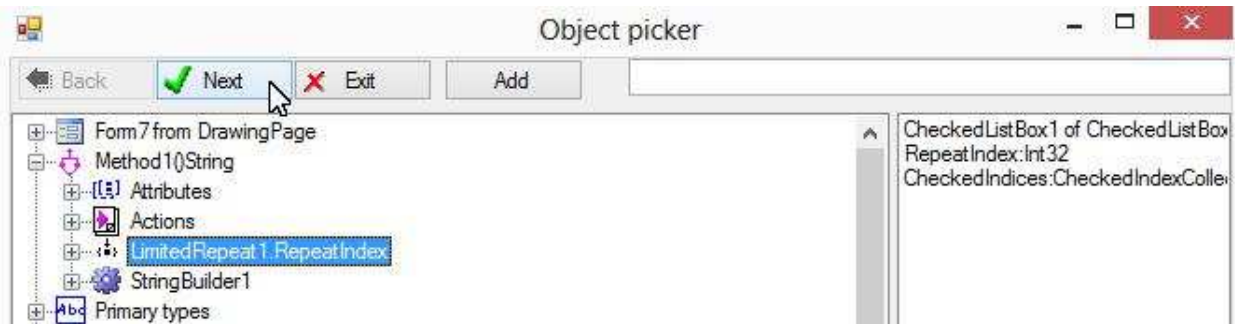 Object picker
Back Next Exit Add
Form7 from DrawingPage
Method1()String
Attributes
Actions
LimitedRepeat1.RepeatIndex
StringBuilder1
Primary types
CheckedListBox1 of CheckedListBox
RepeatIndex:Int32
CheckedIndices:CheckedIndexColle